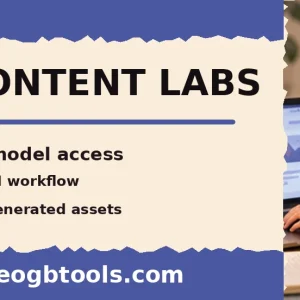 ONTENT LABS
model access
workflow
enerated assets
eogbtools.com